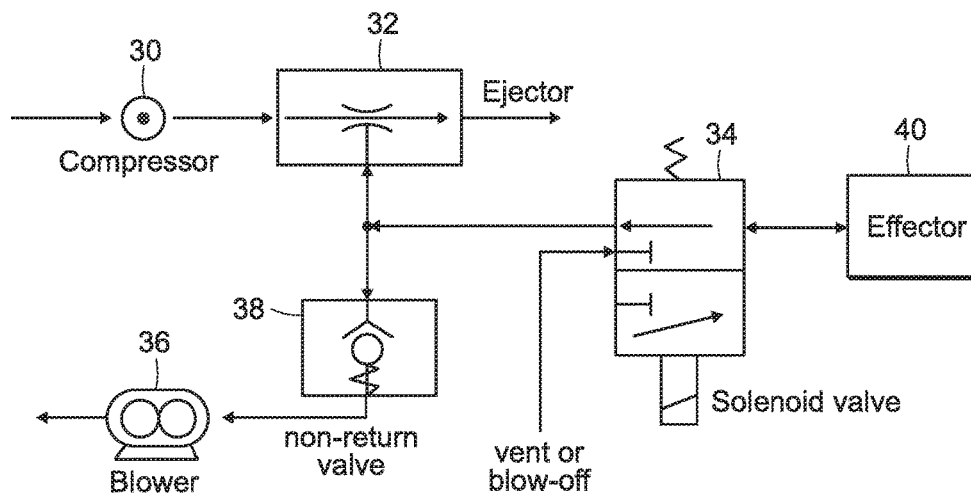 30
32
Ejector
Compressor
34
40
Effector
38
36
Solenoid valve
non-return
valve
vent or
blow-off
Blower